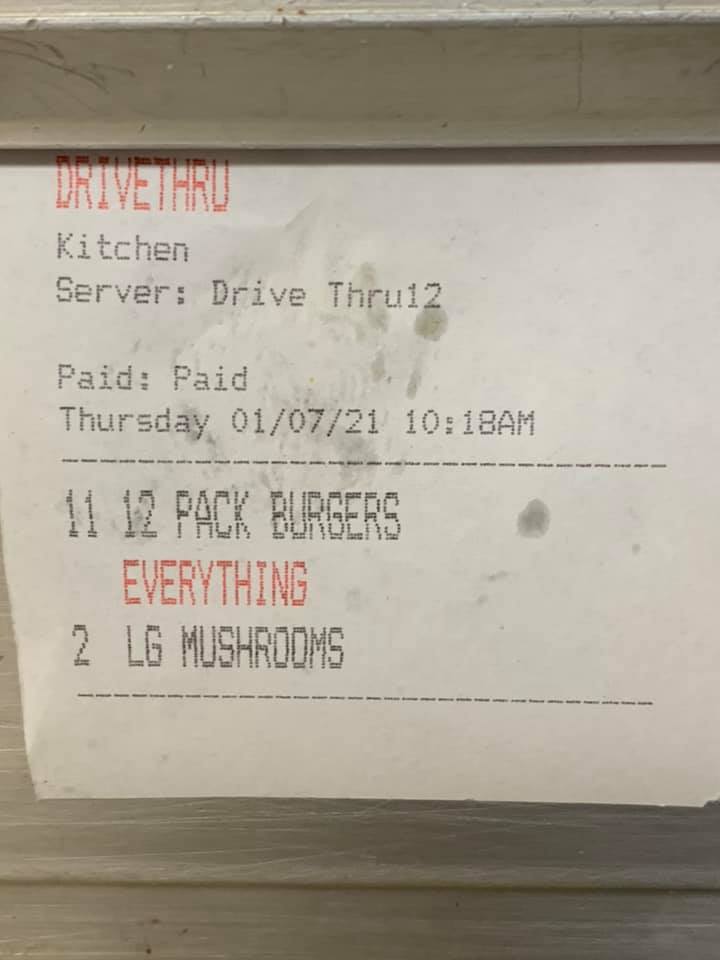 DRIVETHRU
Kitchen
Server: Drive Thru12
Paid: Paid
Thursday 01/07/21 10:18AM
11 12 PACK BURGERS
EVERYTHING
2 LG MUSHROOMS